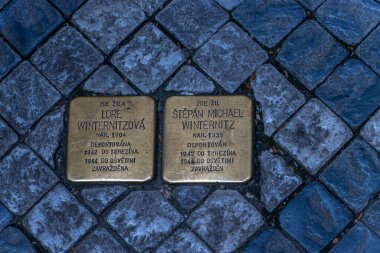 ZDE ŽILA
LORE
WINTERNITZOVÁ
NAR. 1904
DEPORTOVÁNA
1942 DO TEREZÍNA
1944 DO OSVĚTIMI
ZAVRAŽDĚNA
ZDE ŽIL
ŠTĚPÁN MICHAEL
WINTERNITZ
NAR. 1935
DEPORTOVÁN
1942 DO TEREZÍNA
1944 DO OSVĚTIMI
ZAVRAŽDĚN